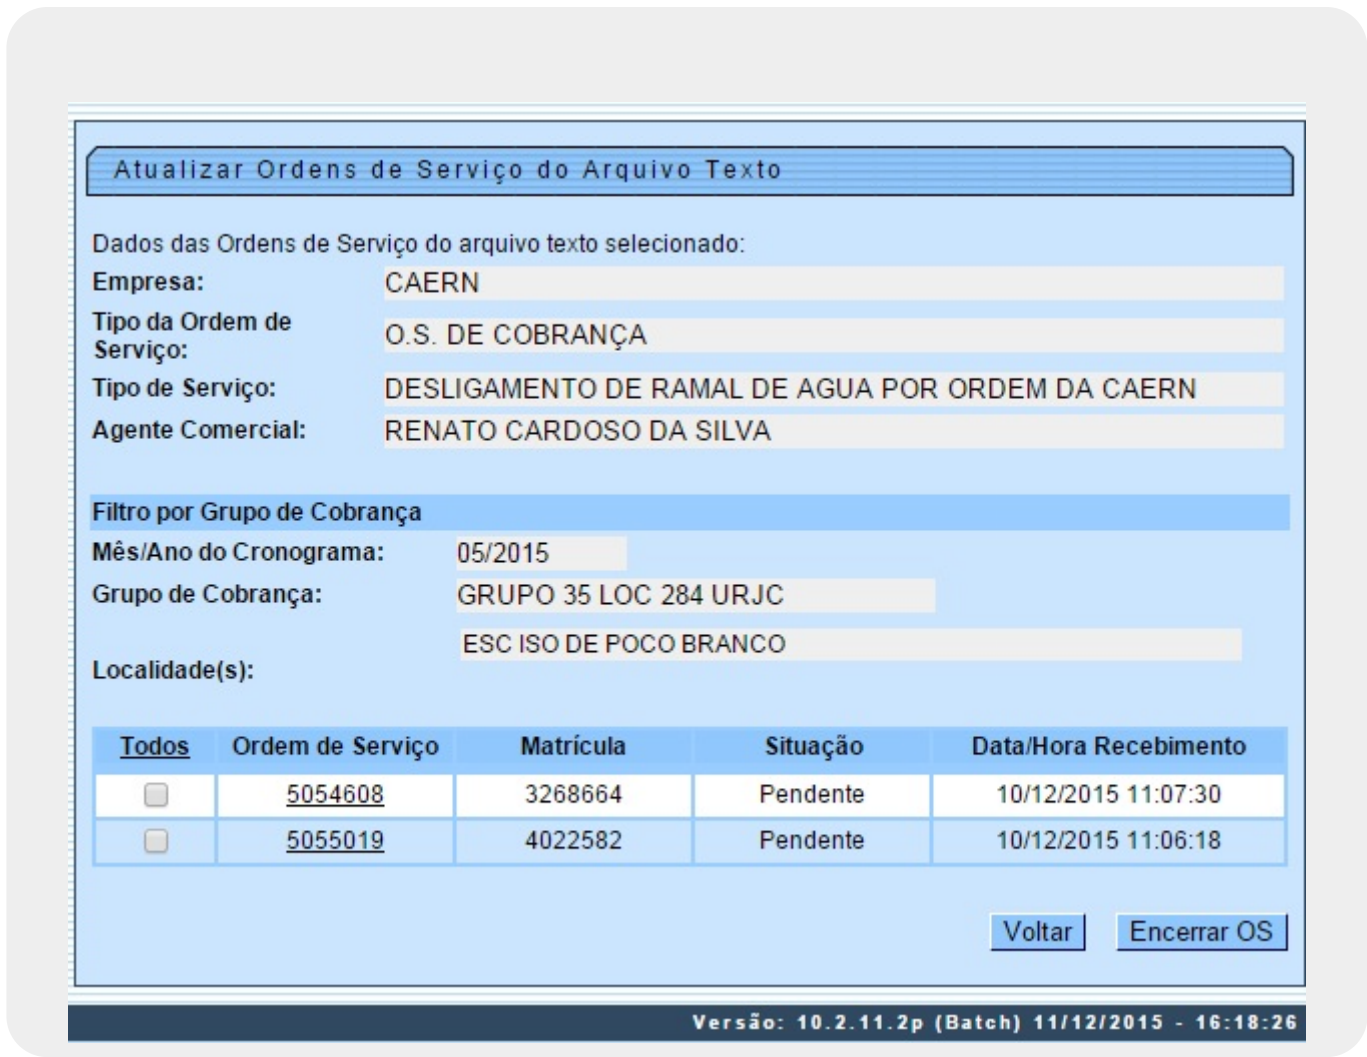 Atualizar Ordens de Serviço do Arquivo Texto
Dados das Ordens de Serviço do arquivo texto selecionado:
Empresa: CAERN
Tipo da Ordem de
Serviço: O.S. DE COBRANÇA
Tipo de Serviço: DESLIGAMENTO DE RAMAL DE AGUA POR ORDEM DA CAERN
Agente Comercial: RENATO CARDOSO DA SILVA
Filtro por Grupo de Cobrança
Mês/Ano do Cronograma: 05/2015
Grupo de Cobrança: GRUPO 35 LOC 284 URJC
ESC ISO DE POCO BRANCO
Localidade(s):
Todos Ordem de Serviço Matrícula Situação Data/Hora Recebimento
5054608 3268664 Pendente 10/12/2015 11:07:30
5055019 4022582 Pendente 10/12/2015 11:06:18
Voltar Encerrar OS
Versão: 10.2.11.2p (Batch) 11/12/2015 - 16:18:26